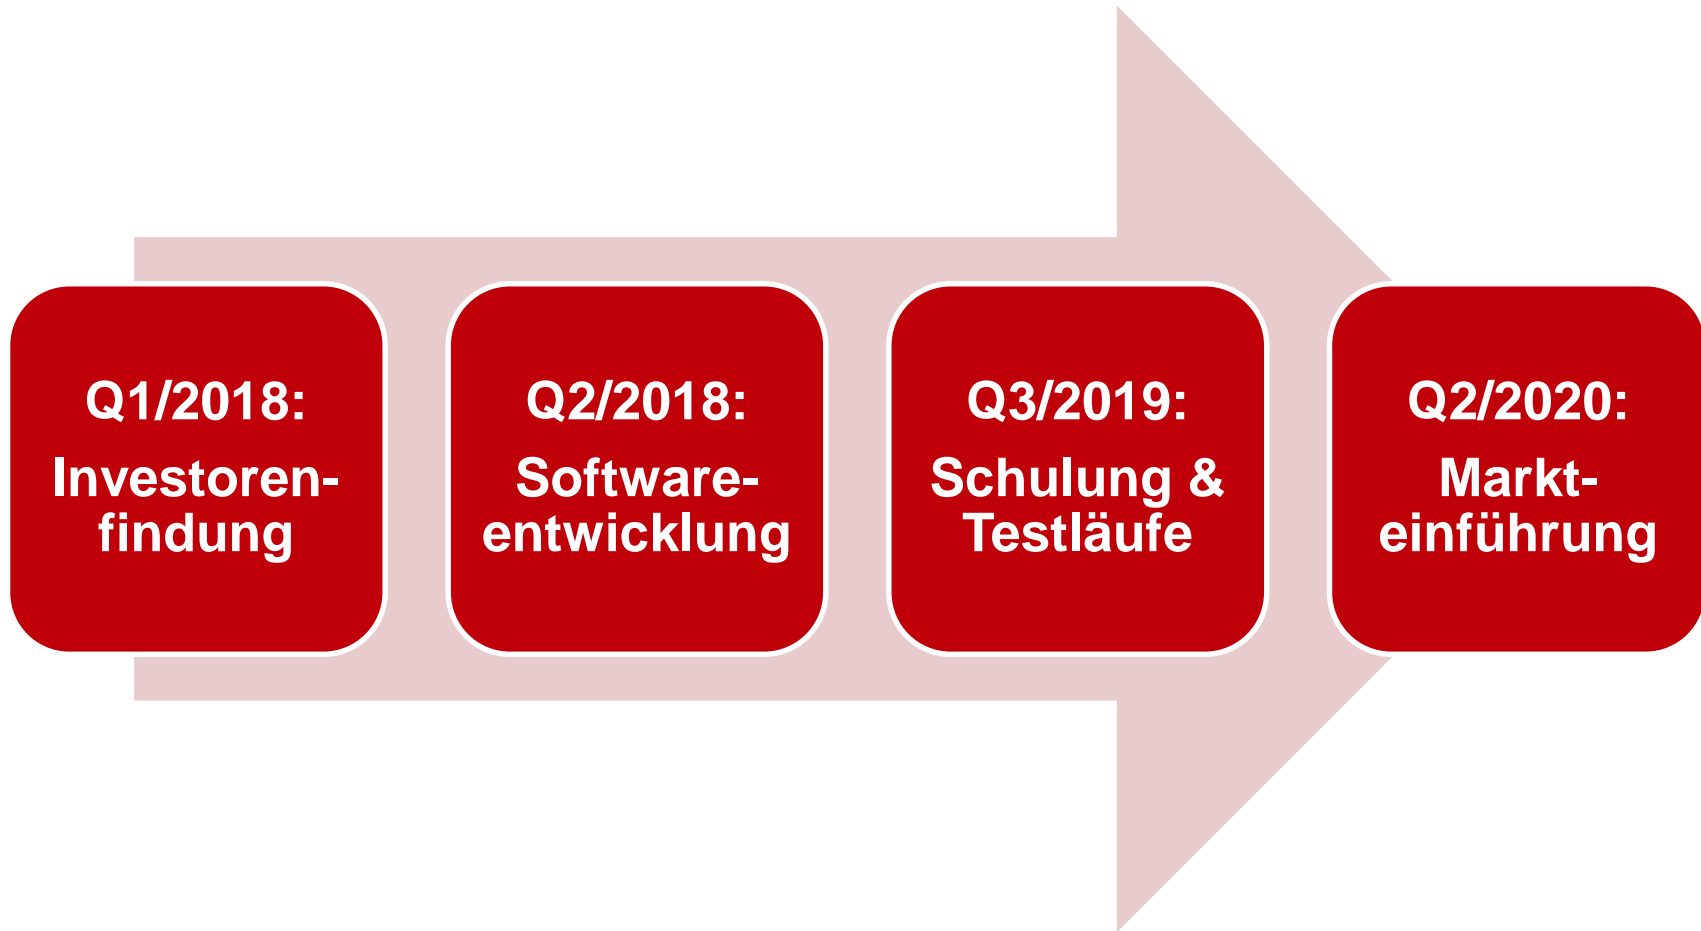 Q1/2018:
Investoren-
findung
Q2/2018:
Software-
entwicklung
Q3/2019:
Schulung &
Testläufe
Q2/2020:
Markt-
einführung